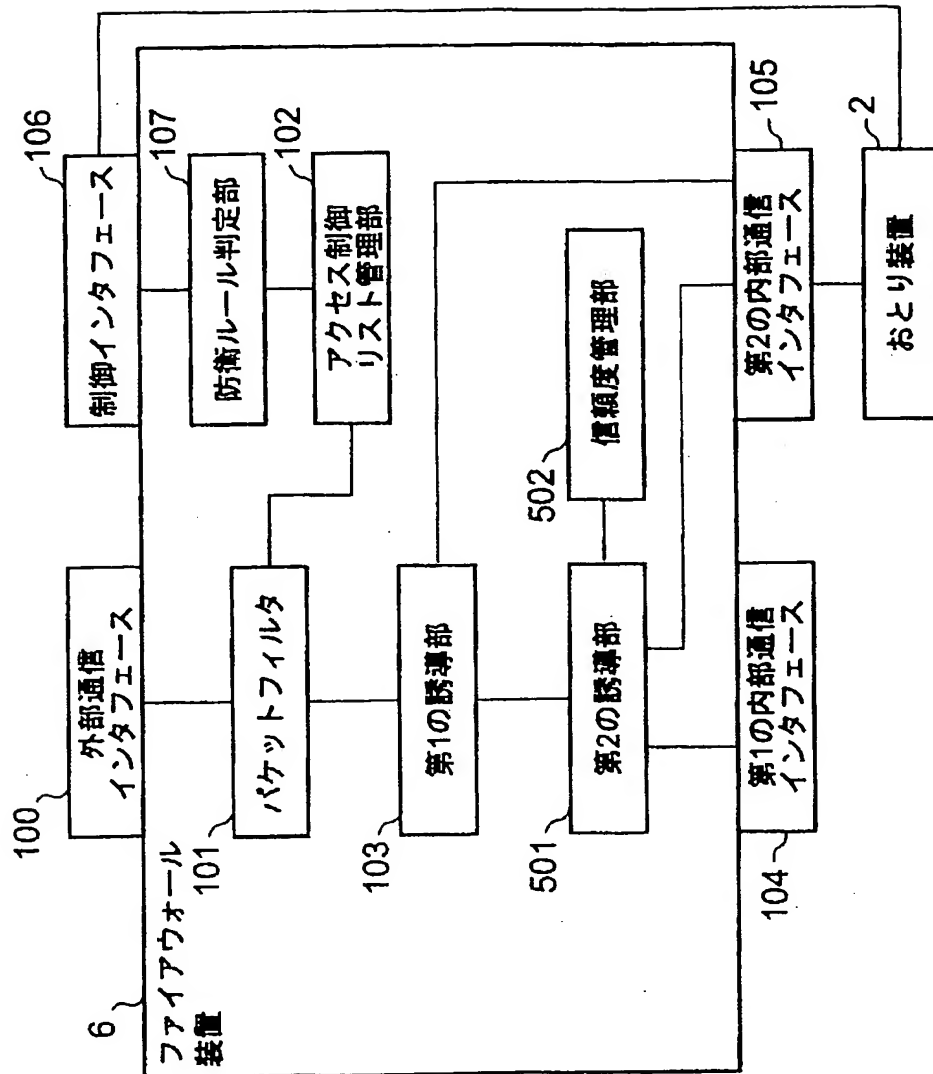 6
ファイアウォール
装置
100
外部通信
インタフェース
106
制御インタフェース
107
防衛ルール判定部
102
アクセス制御
リスト管理部
101
パケットフィルタ
103
第1の誘導部
501
第2の誘導部
502
信頼度管理部
104
第1の内部通信
インタフェース
105
第2の内部通信
インタフェース
2
おとり装置